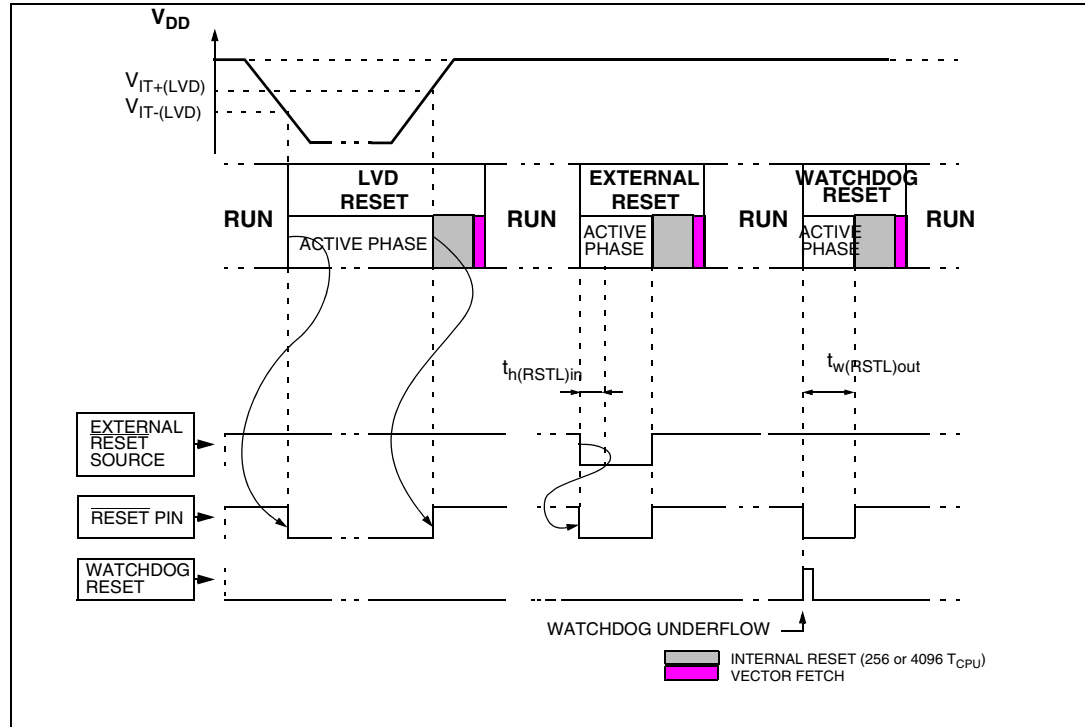 VDD
VIT+(LVD)
VIT-(LVD)
LVD
RESET
EXTERNAL
RESET
WATCHDOG
RESET
RUN
ACTIVE PHASE
RUN
ACTIVE
PHASE
RUN
ACTIVE
PHASE
RUN
th(RSTL)in
tw(RSTL)out
EXTERNAL
RESET
SOURCE
RESET PIN
WATCHDOG
RESET
WATCHDOG UNDERFLOW
INTERNAL RESET (256 or 4096 TCPU)
VECTOR FETCH